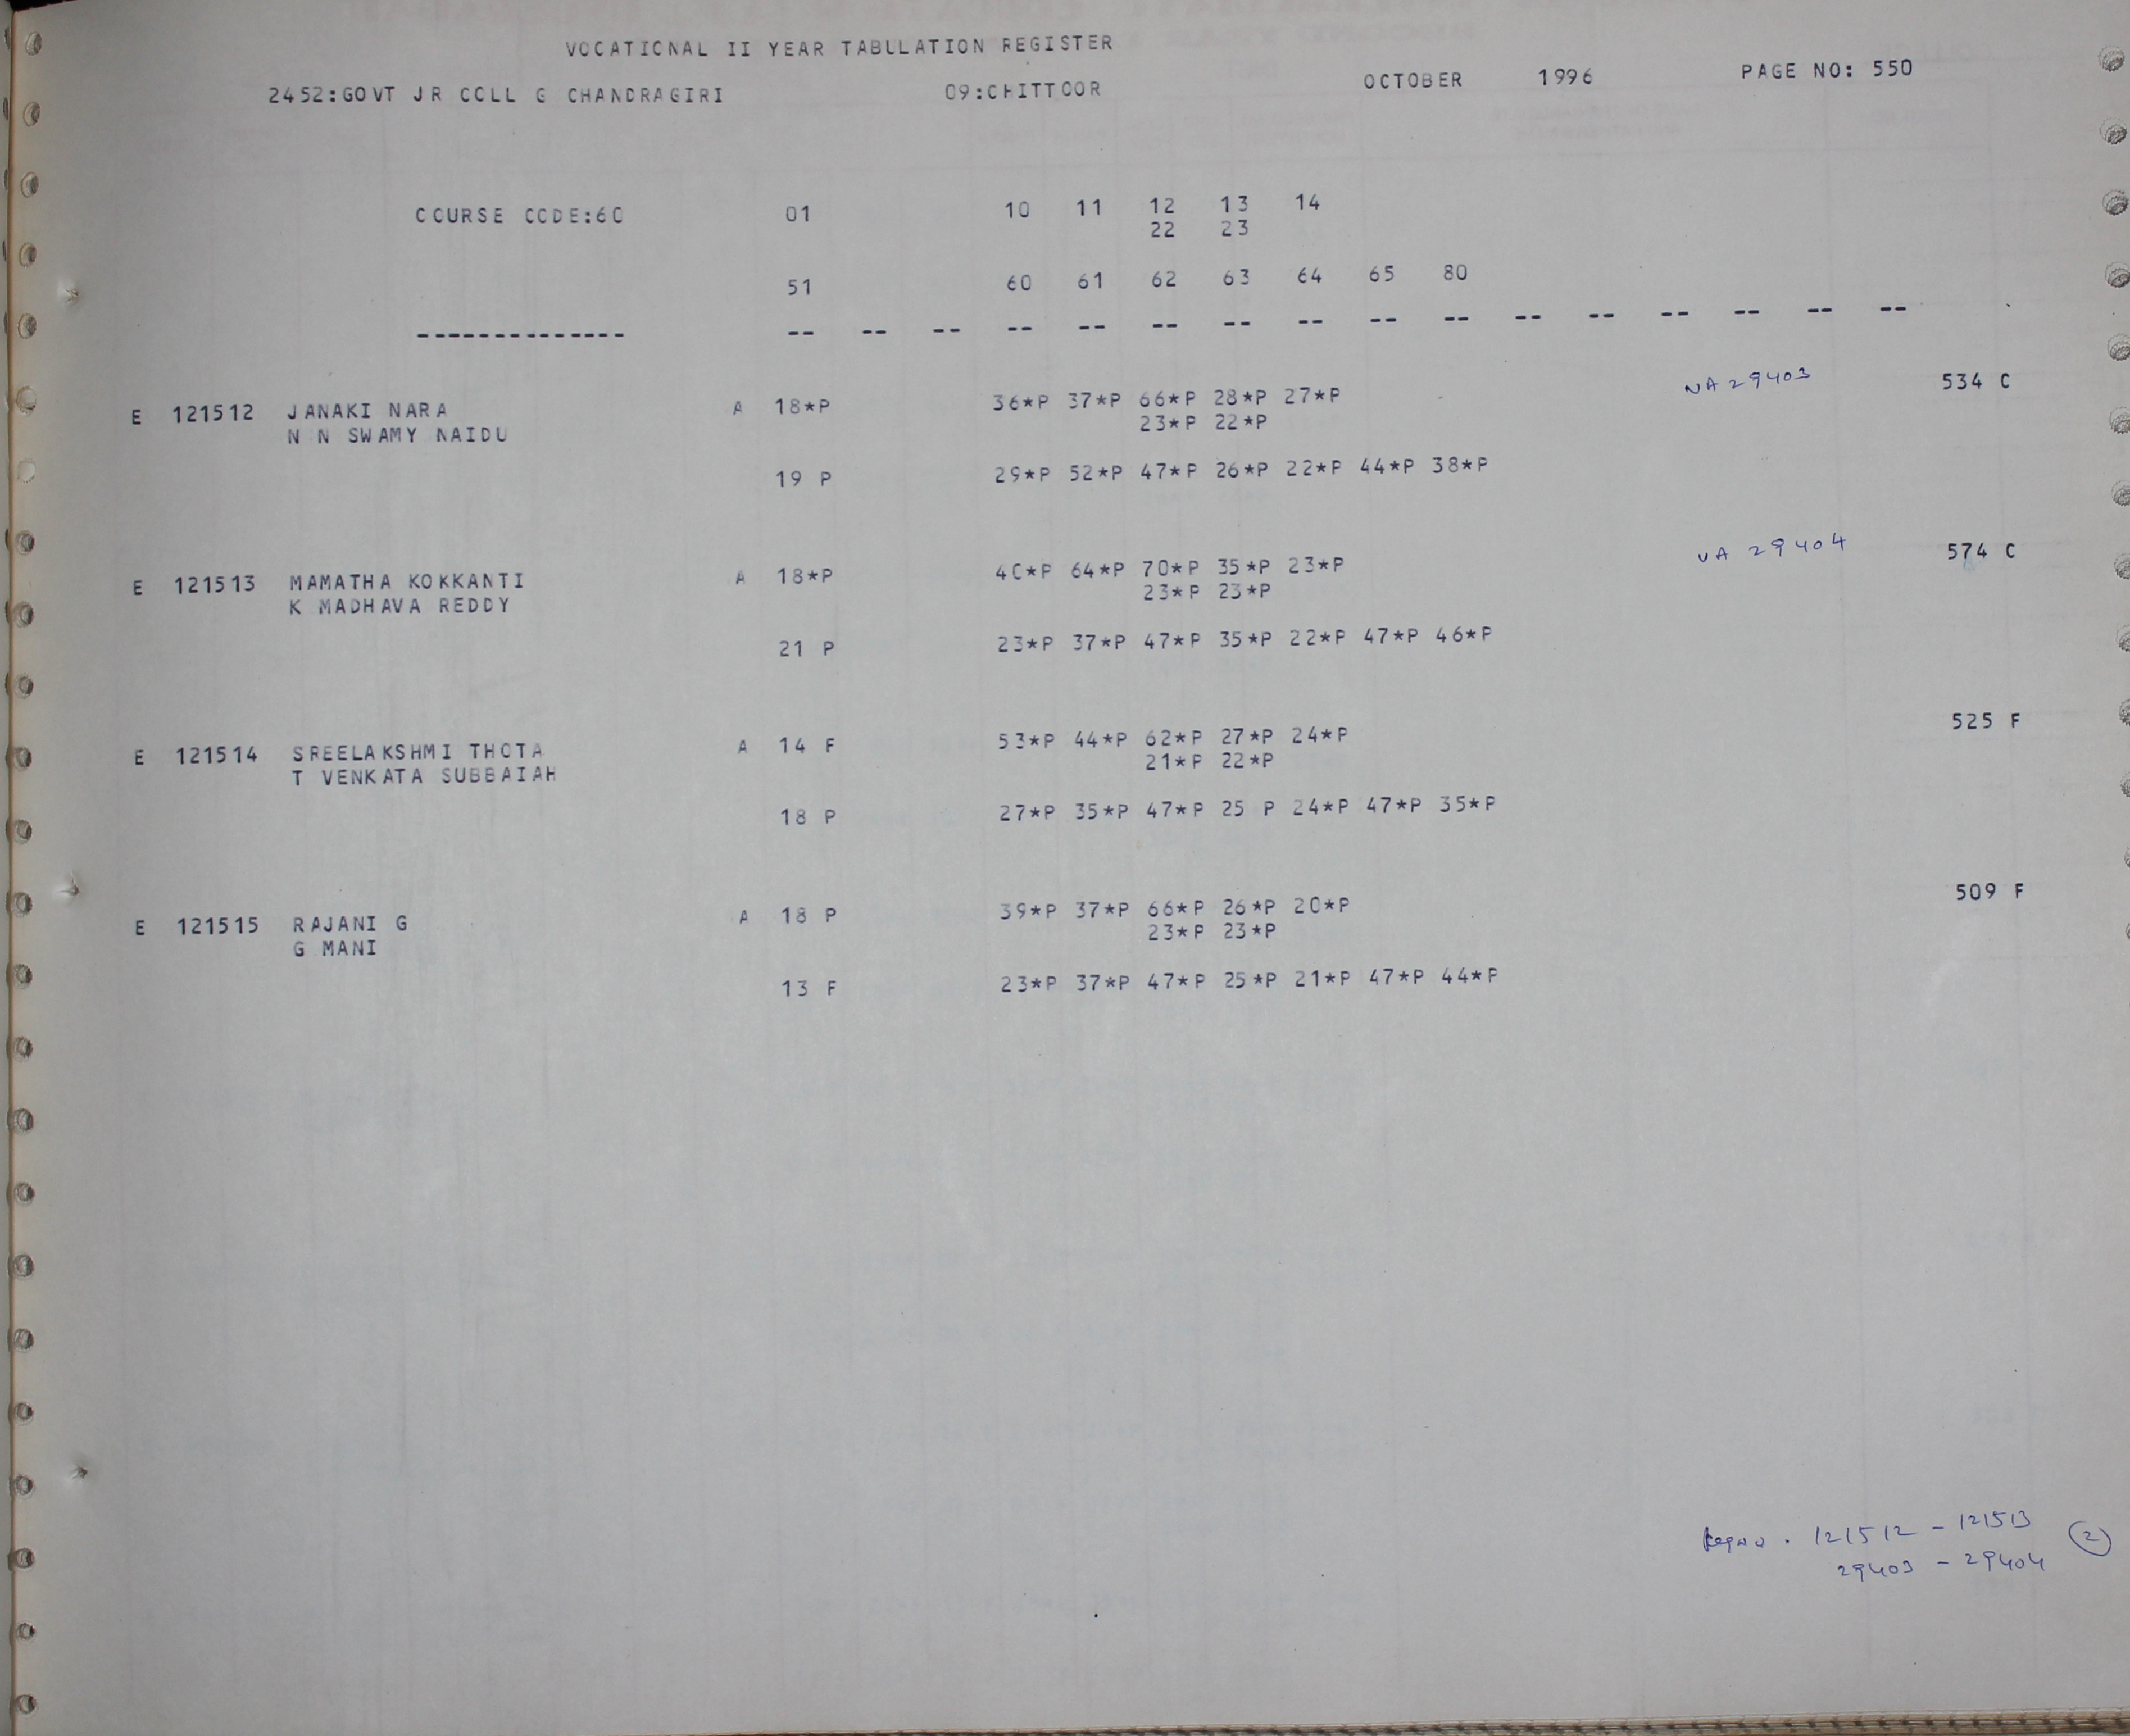 VOCATIONAL II YEAR TABULATION REGISTER
2452:GOVT JR COLL G CHANDRAGIRI 09:CHITTOOR OCTOBER 1996 PAGE NO: 550
COURSE CODE:60 01 10 11 12 13 14
22 23
51 60 61 62 63 64 65 80
-------------- -- -- -- -- -- -- -- -- -- -- -- -- -- -- -- --
E 121512 JANAKI NARA A 18*P 36*P 37*P 66*P 28*P 27*P VA 29403 534 C
N N SWAMY NAIDU 23*P 22*P
19 P 29*P 52*P 47*P 26*P 22*P 44*P 38*P
E 121513 MAMATHA KOKKANTI A 18*P 40*P 64*P 70*P 35*P 23*P VA 29404 574 C
K MADHAVA REDDY 23*P 23*P
21 P 23*P 37*P 47*P 35*P 22*P 47*P 46*P
E 121514 SREELAKSHMI THOTA A 14 F 53*P 44*P 62*P 27*P 24*P 525 F
T VENKATA SUBBAIAH 21*P 22*P
18 P 27*P 35*P 47*P 25 P 24*P 47*P 35*P
E 121515 RAJANI G A 18 P 39*P 37*P 66*P 26*P 20*P 509 F
G MANI 23*P 23*P
13 F 23*P 37*P 47*P 25*P 21*P 47*P 44*P
121512 - 121513 2
29403 - 29404